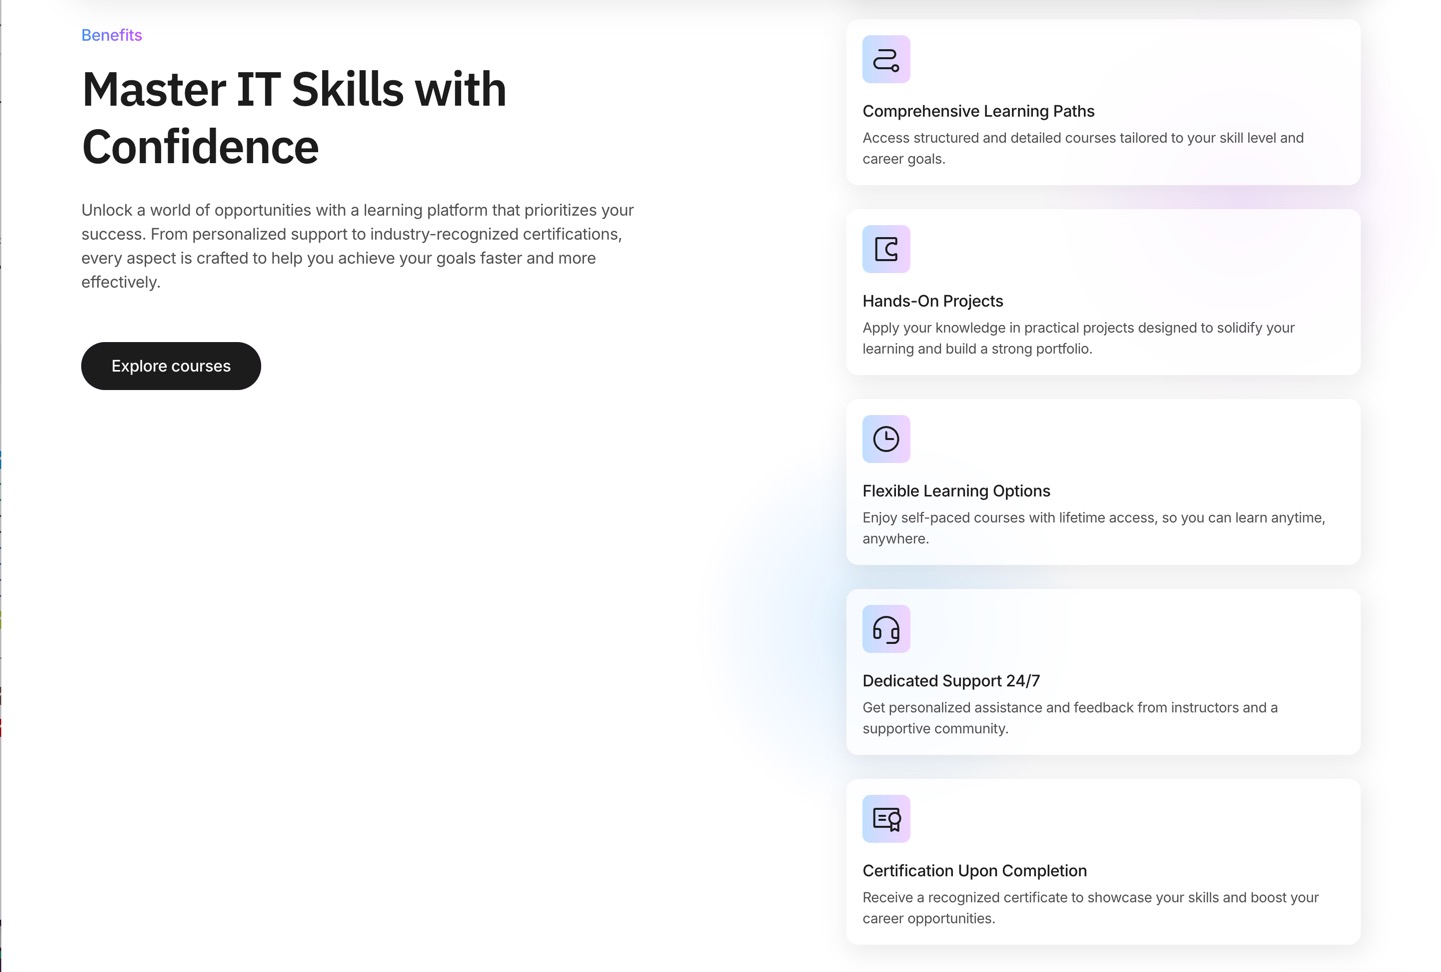 Benefits
Master IT Skills with
Confidence
Unlock a world of opportunities with a learning platform that prioritizes your
success. From personalized support to industry-recognized certifications,
every aspect is crafted to help you achieve your goals faster and more
effectively.
Explore courses
Comprehensive Learning Paths
Access structured and detailed courses tailored to your skill level and
career goals.
Hands-On Projects
Apply your knowledge in practical projects designed to solidify your
learning and build a strong portfolio.
Flexible Learning Options
Enjoy self-paced courses with lifetime access, so you can learn anytime,
anywhere.
Dedicated Support 24/7
Get personalized assistance and feedback from instructors and a
supportive community.
Certification Upon Completion
Receive a recognized certificate to showcase your skills and boost your
career opportunities.